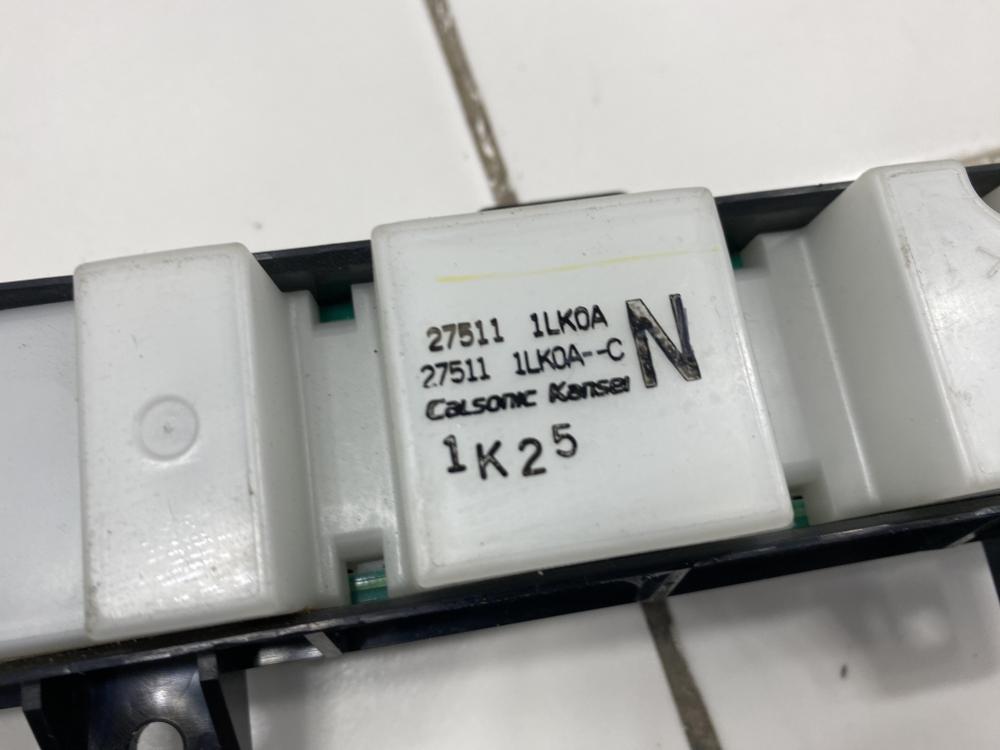 27511 1LK0A
27511 1LK0A--C
N
Calsonic Kansei
1K25